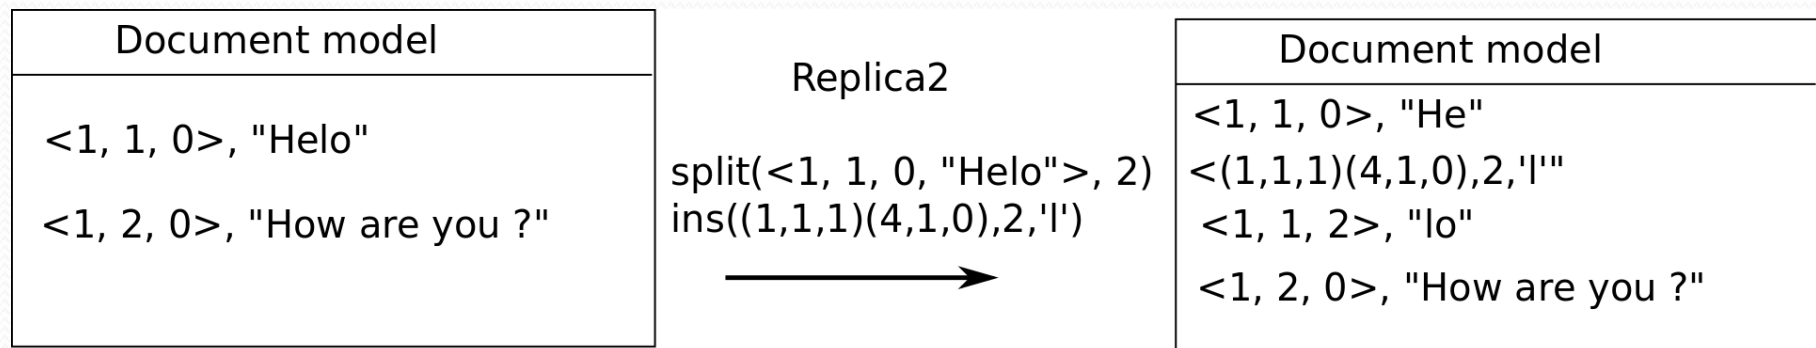 Document model
<1, 1, 0>, "Helo"
<1, 2, 0>, "How are you ?"
Replica2
split(<1, 1, 0, "Helo">, 2)
ins((1,1,1)(4,1,0),2,'l')
Document model
<1, 1, 0>, "He"
<(1,1,1)(4,1,0),2,'l'"
<1, 1, 2>, "lo"
<1, 2, 0>, "How are you ?"